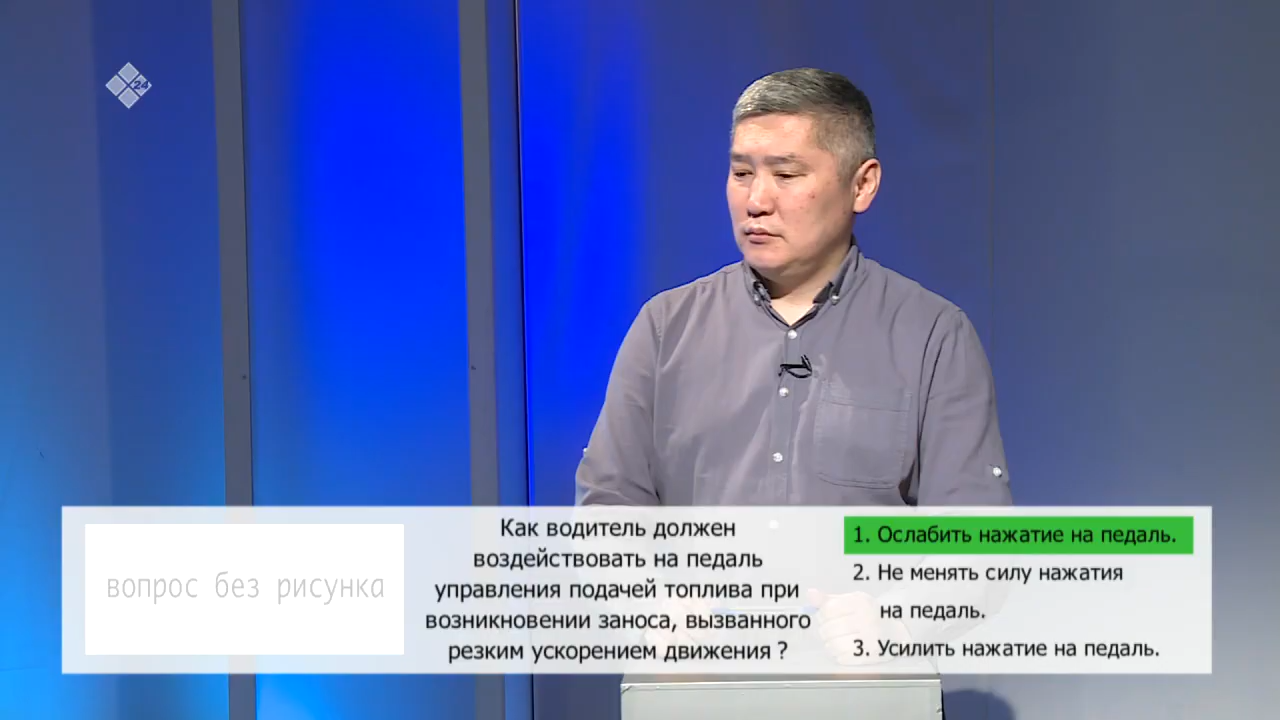 24
вопрос без рисунка
Как водитель должен
воздействовать на педаль
управления подачей топлива при
возникновении заноса, вызванного
резким ускорением движения ?
1. Ослабить нажатие на педаль.
2. Не менять силу нажатия
на педаль.
3. Усилить нажатие на педаль.